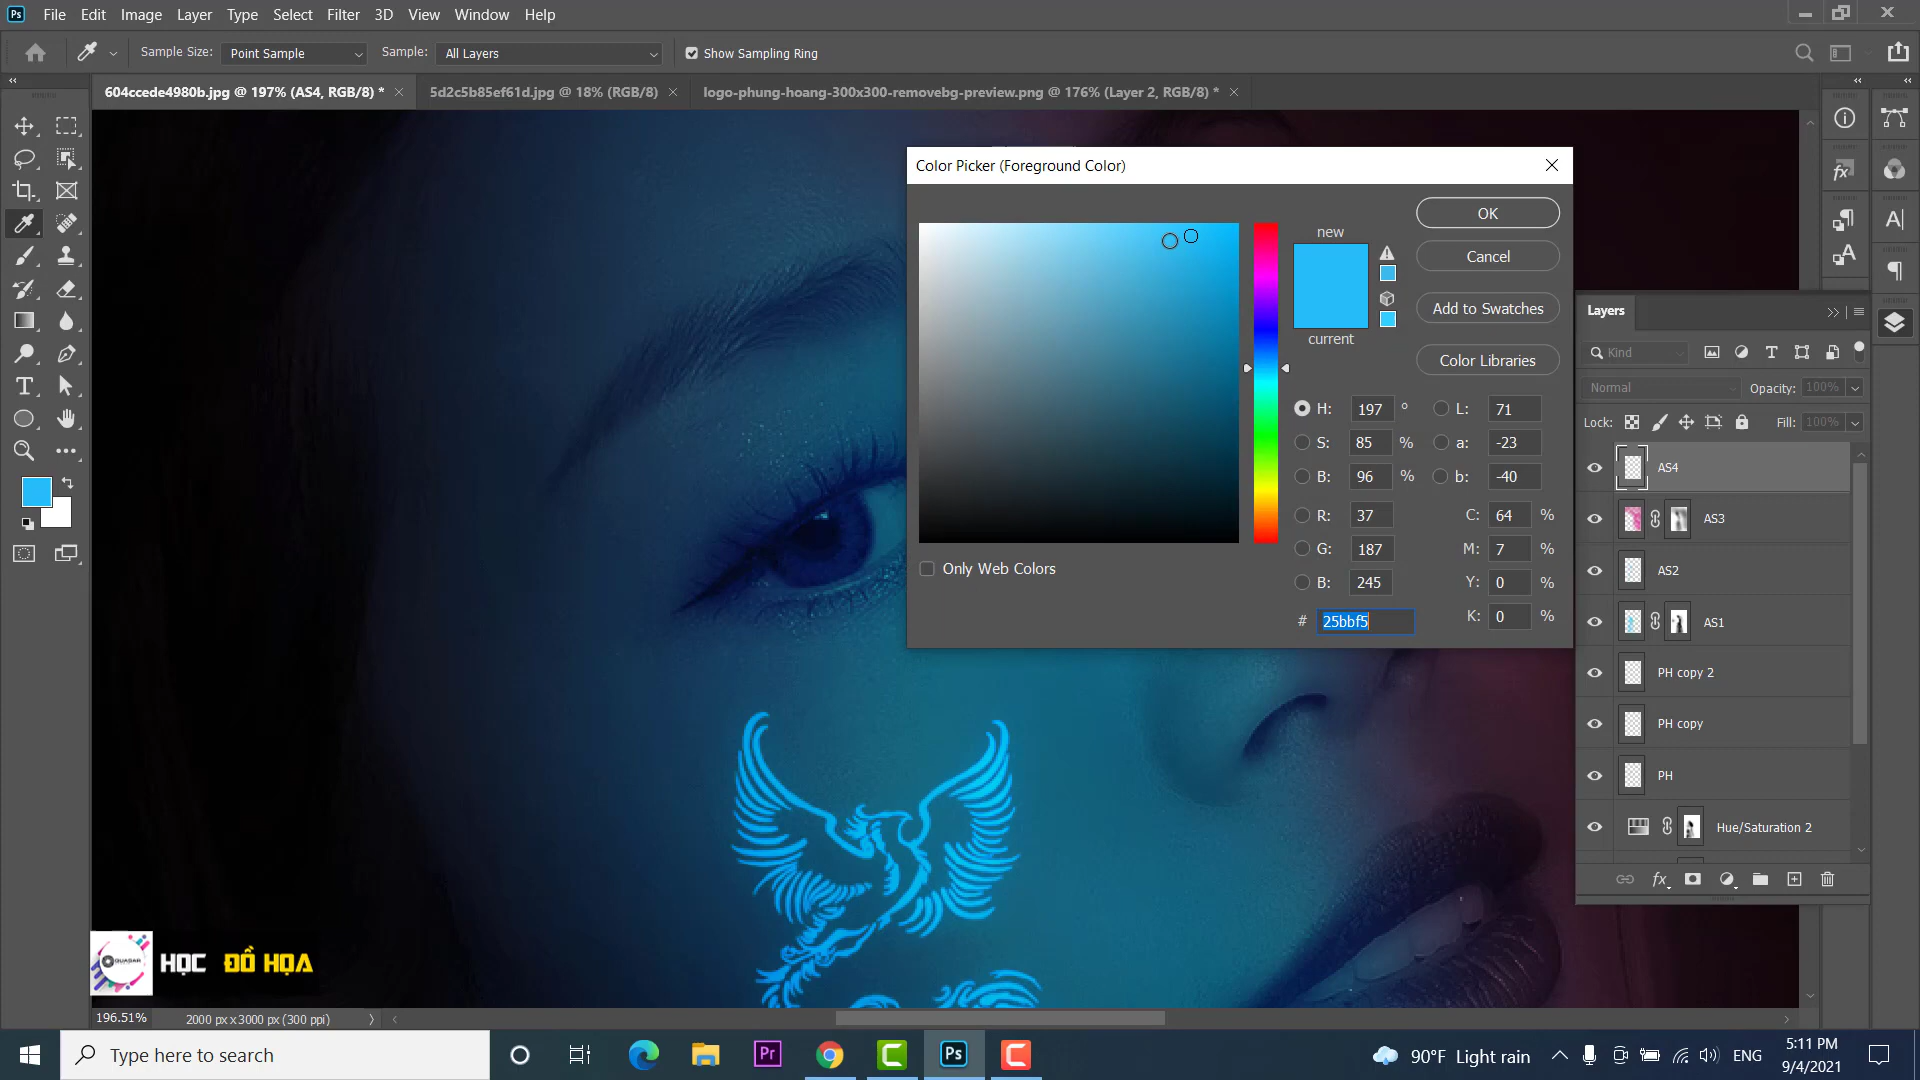 Ps File Edit Image Layer Type Select Filter 3D View Window Help
Sample Size: Point Sample Sample: All Layers Show Sampling Ring
604ccede4980b.jpg @ 197% (AS4, RGB/8) * 5d2c5b85ef61d.jpg @ 18% (RGB/8) logo-phung-hoang-300x300-removebg-preview.png @ 176% (Layer 2, RGB/8) *
Color Picker (Foreground Color)
new
current
OK
Cancel
Add to Swatches
Color Libraries
H: 197 ° L: 71
S: 85 % a: -23
B: 96 % b: -40
R: 37 C: 64 %
G: 187 M: 7 %
B: 245 Y: 0 %
# 25bbf5 K: 0 %
Only Web Colors
Layers
Kind
Normal Opacity: 100%
Lock: Fill: 100%
AS4
AS3
AS2
AS1
PH copy 2
PH copy
PH
Hue/Saturation 2
QUASAR
HỌC ĐỒ HỌA
196.51% 2000 px x 3000 px (300 ppi)
Type here to search
Pr
Ps
90°F Light rain
ENG
5:11 PM
9/4/2021